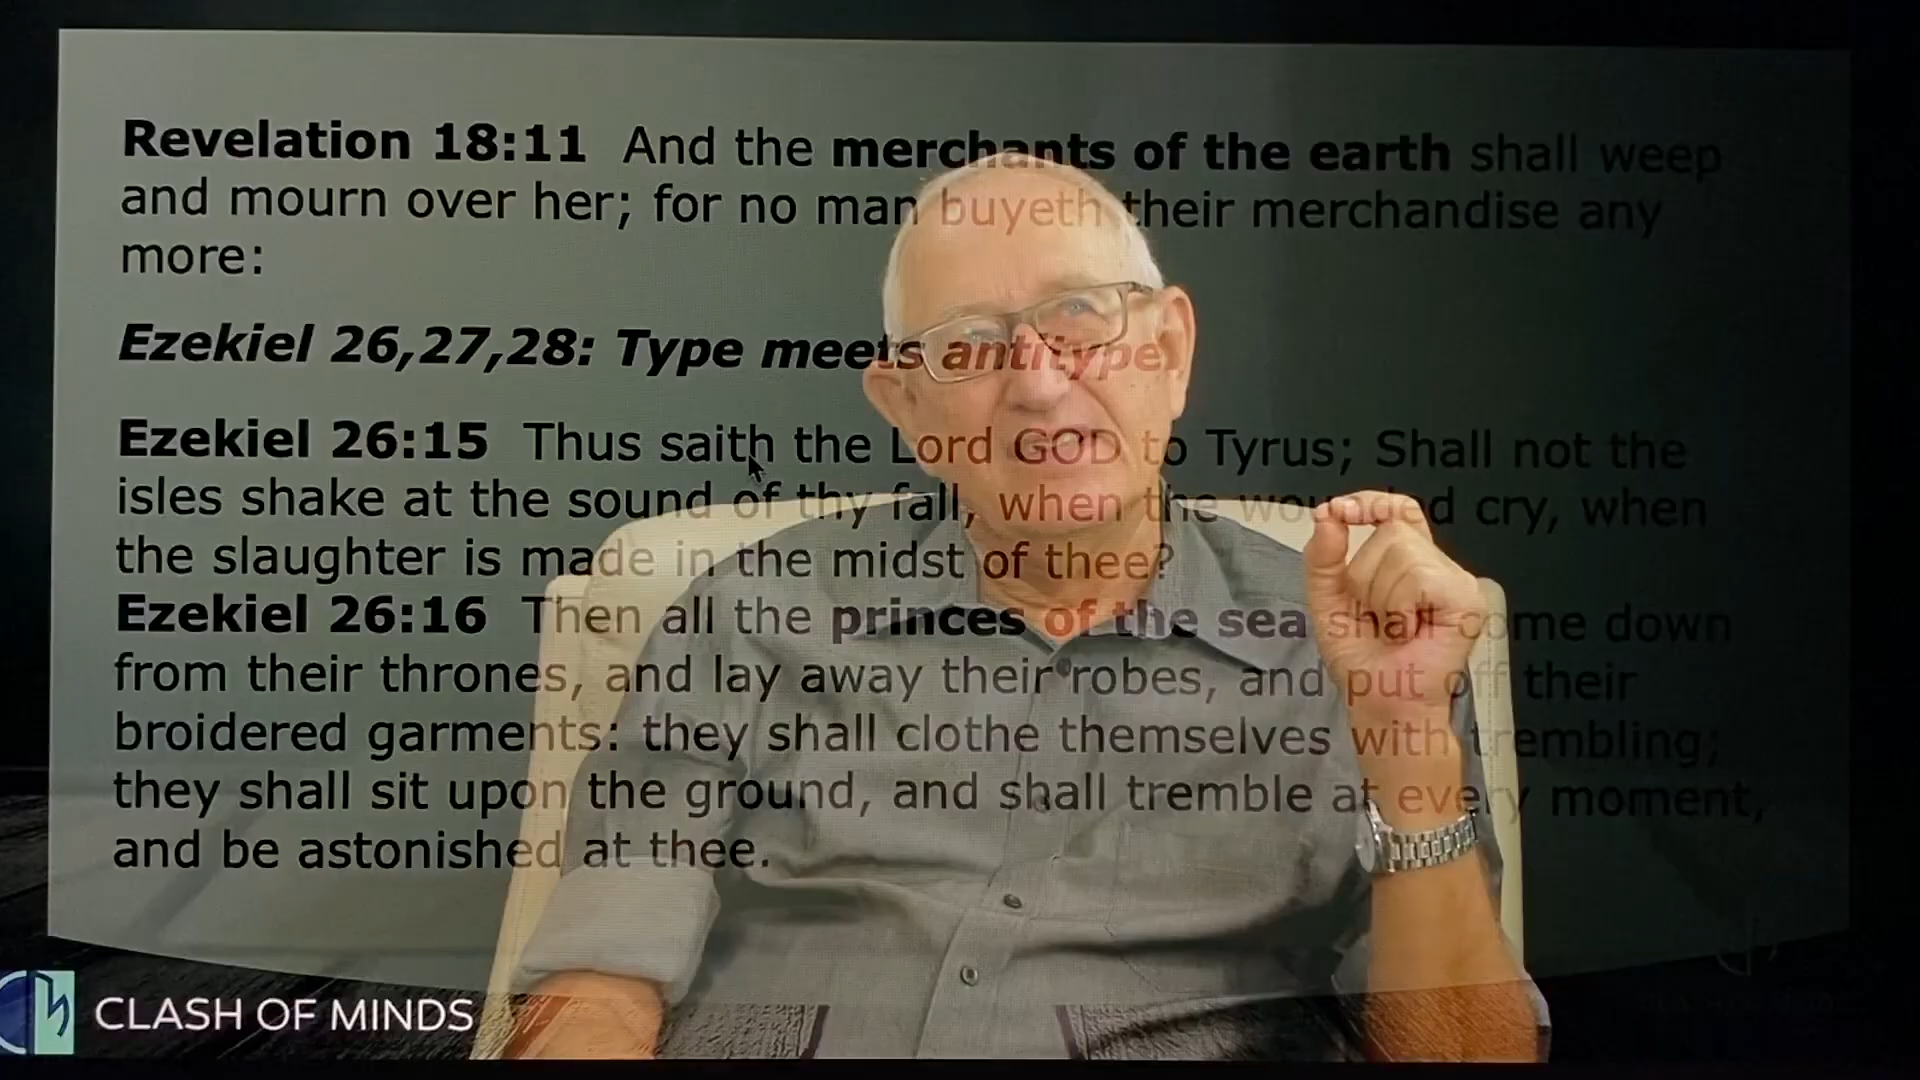 Revelation 18:11 And the merchants of the earth shall weep
and mourn over her; for no man buyeth their merchandise any
more:
Ezekiel 26,27,28: Type meets antitype.
Ezekiel 26:15 Thus saith the Lord GOD to Tyrus; Shall not the
isles shake at the sound of thy fall, when the wounded cry, when
the slaughter is made in the midst of thee?
Ezekiel 26:16 Then all the princes of the sea shall come down
from their thrones, and lay away their robes, and put off their
broidered garments: they shall clothe themselves with trembling;
they shall sit upon the ground, and shall tremble at every moment,
and be astonished at thee.
CLASH OF MINDS